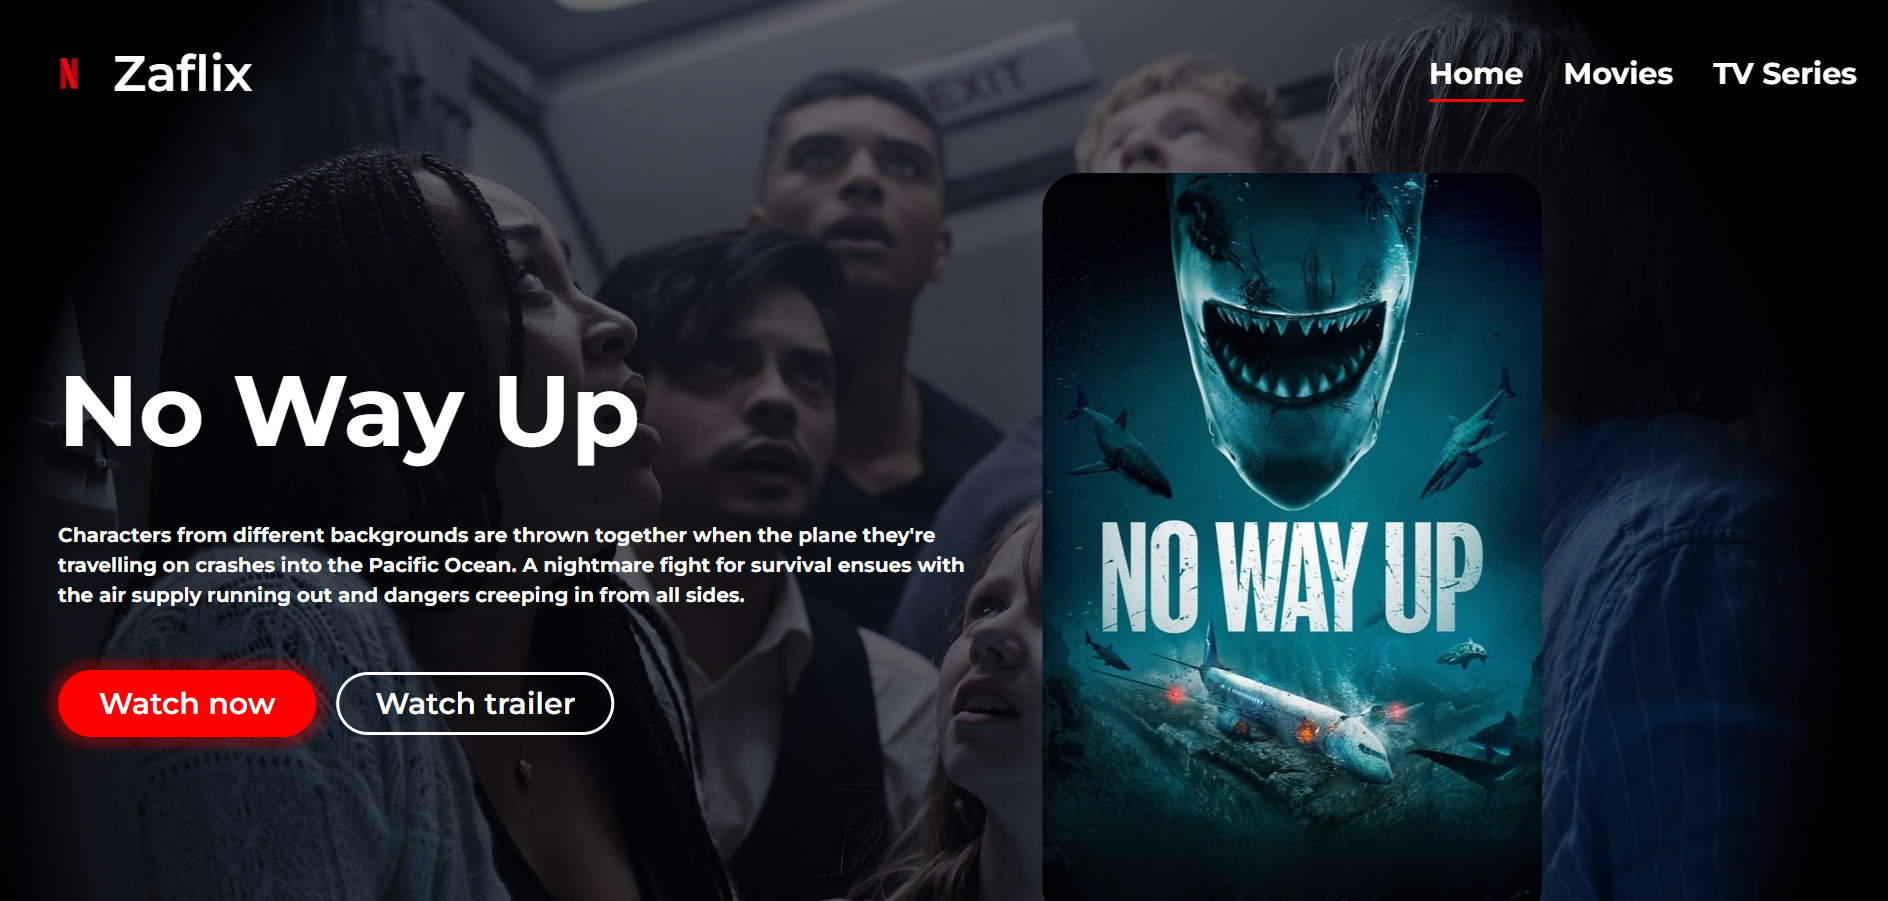 N Zaflix
Home Movies TV Series
EXIT
No Way Up
Characters from different backgrounds are thrown together when the plane they're
travelling on crashes into the Pacific Ocean. A nightmare fight for survival ensues with
the air supply running out and dangers creeping in from all sides.
Watch now Watch trailer
NO WAY UP